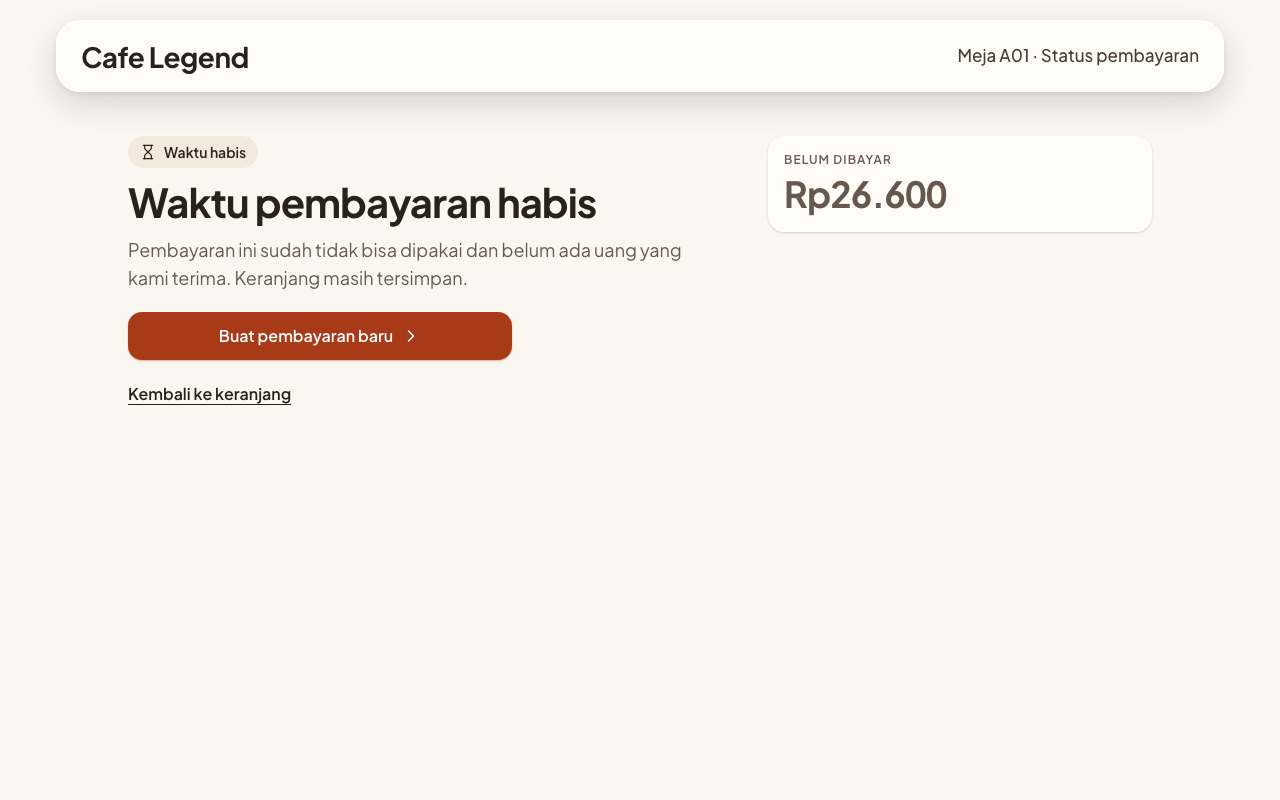 Cafe Legend
Meja A01 · Status pembayaran
Waktu habis
Waktu pembayaran habis
Pembayaran ini sudah tidak bisa dipakai dan belum ada uang yang
kami terima. Keranjang masih tersimpan.
Buat pembayaran baru
Kembali ke keranjang
BELUM DIBAYAR
Rp26.600